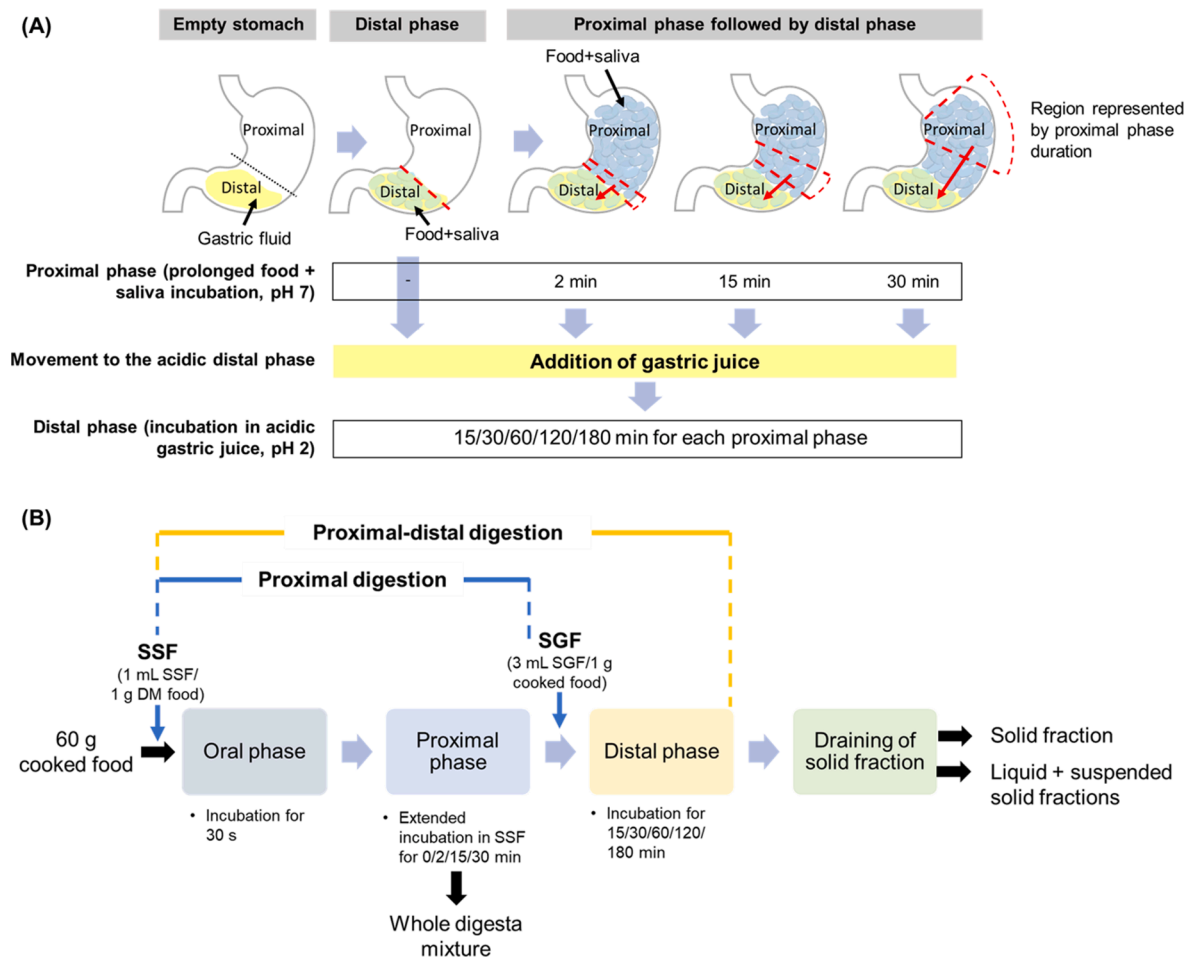 (A)
Empty stomach
Distal phase
Proximal phase followed by distal phase
Food+saliva
Proximal
Distal
Gastric fluid
Proximal
Distal
Food+saliva
Proximal
Distal
Proximal
Distal
Proximal
Distal
Region represented
by proximal phase
duration
Proximal phase (prolonged food +
saliva incubation, pH 7)
-
2 min
15 min
30 min
Movement to the acidic distal phase
Addition of gastric juice
Distal phase (incubation in acidic
gastric juice, pH 2)
15/30/60/120/180 min for each proximal phase
(B)
Proximal-distal digestion
Proximal digestion
SSF
(1 mL SSF/
1 g DM food)
SGF
(3 mL SGF/1 g
cooked food)
60 g
cooked food
Oral phase
Proximal
phase
Distal phase
Draining of
solid fraction
Solid fraction
Liquid + suspended
solid fractions
• Incubation for
30 s
• Extended
incubation in SSF
for 0/2/15/30 min
• Incubation for
15/30/60/120/
180 min
Whole digesta
mixture